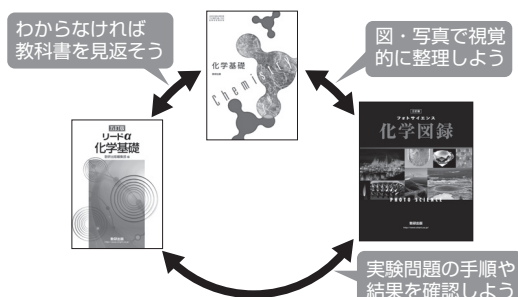 わからなければ
教科書を見返そう
図・写真で視覚
的に整理しよう
化学基礎
Chemistry
五訂版
リードα
化学基礎
フォトサイエンス
化学図録
PHOTO SCIENCE
数研出版
数研出版
実験問題の手順や
結果を確認しよう